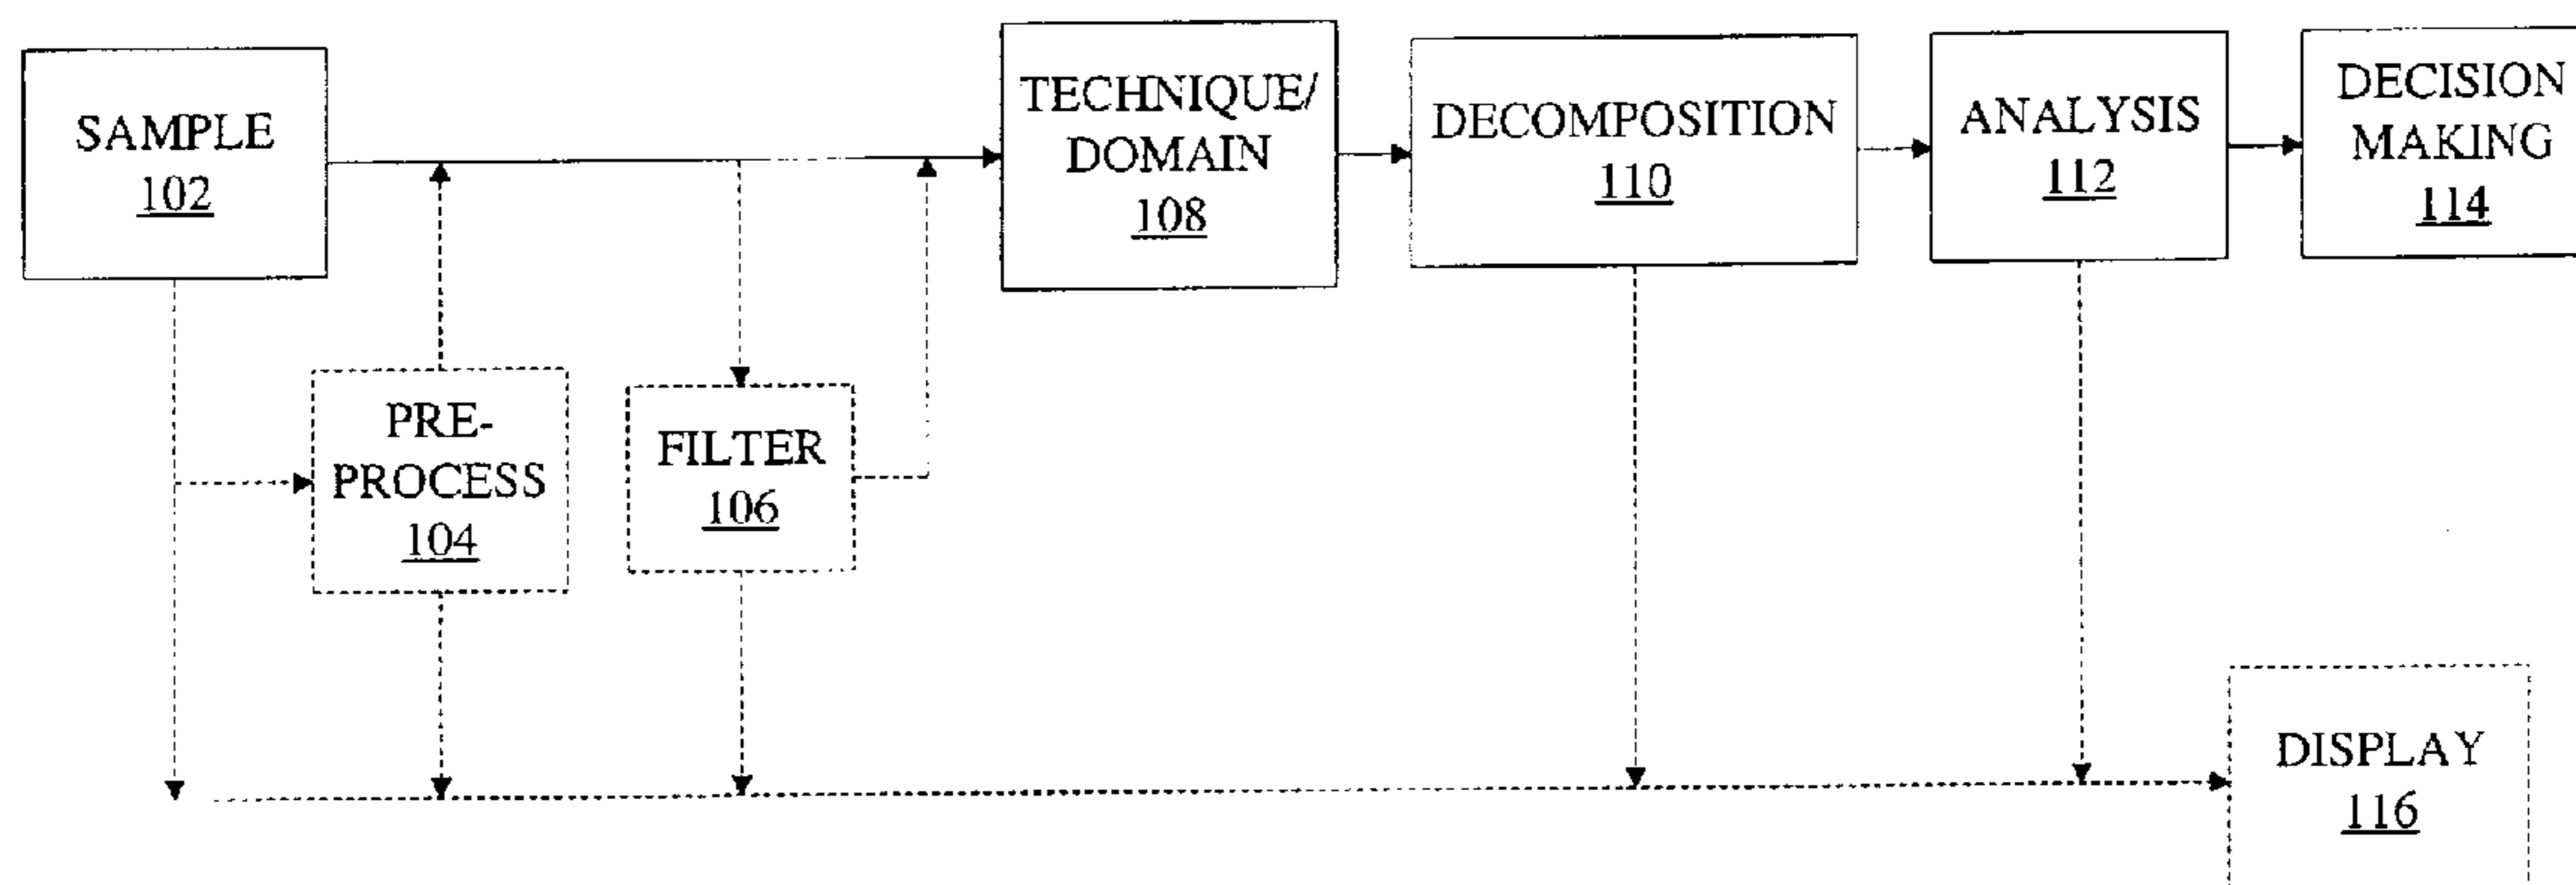 SAMPLE
102
TECHNIQUE/
DOMAIN
108
DECOMPOSITION
110
ANALYSIS
112
DECISION
MAKING
114
PRE-
PROCESS
104
FILTER
106
DISPLAY
116